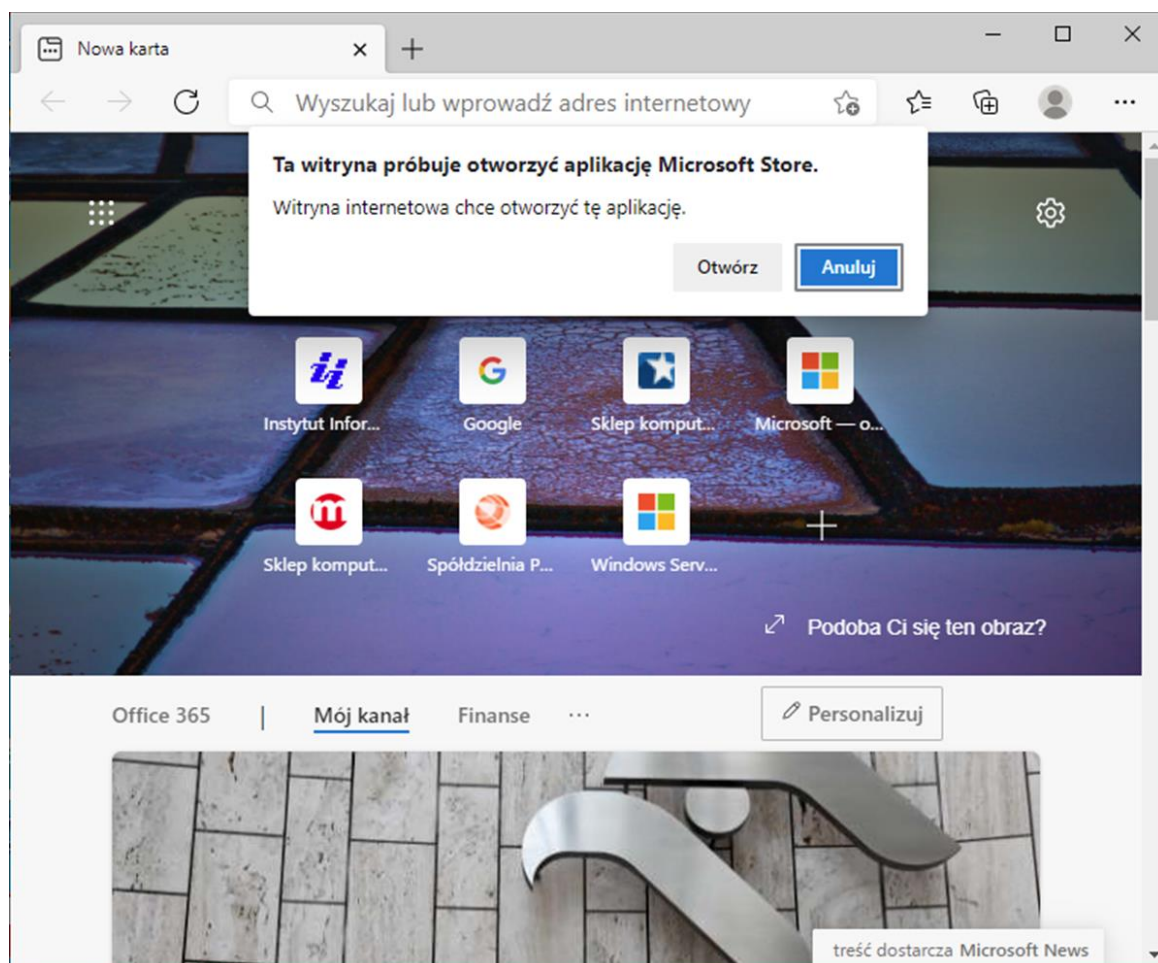 Nowa karta
Wyszukaj lub wprowadź adres internetowy
Ta witryna próbuje otworzyć aplikację Microsoft Store.
Witryna internetowa chce otworzyć tę aplikację.
Otwórz Anuluj
Instytut Infor... Google Sklep komput... Microsoft — o...
Sklep komput... Spółdzielnia P... Windows Serv...
Podoba Ci się ten obraz?
Office 365 | Mój kanał Finanse ... Personalizuj
treść dostarcza Microsoft News